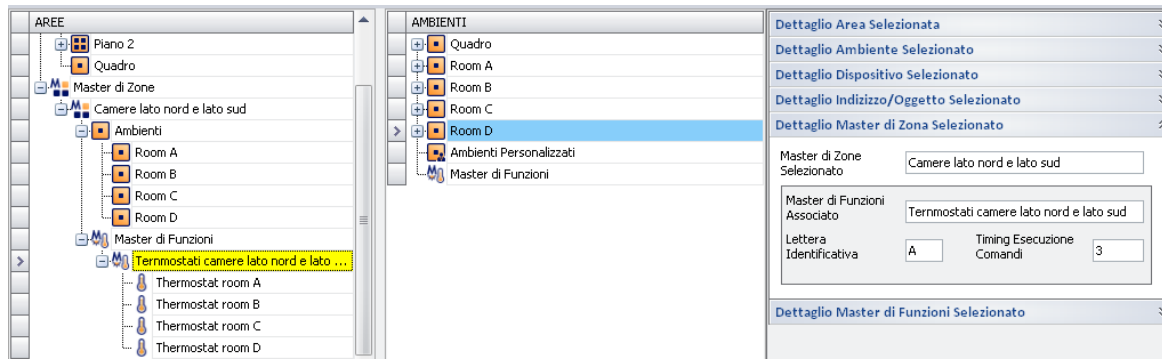 AREE
Piano 2
Quadro
Master di Zone
Camere lato nord e lato sud
Ambienti
Room A
Room B
Room C
Room D
Master di Funzioni
Ternmostati camere lato nord e lato ...
Thermostat room A
Thermostat room B
Thermostat room C
Thermostat room D
AMBIENTI
Quadro
Room A
Room B
Room C
Room D
Ambienti Personalizzati
Master di Funzioni
Dettaglio Area Selezionata
Dettaglio Ambiente Selezionato
Dettaglio Dispositivo Selezionato
Dettaglio Indizizzo/Oggetto Selezionato
Dettaglio Master di Zona Selezionato
Master di Zone
Selezionato
Camere lato nord e lato sud
Master di Funzioni
Associato
Ternmostati camere lato nord e lato sud
Lettera
Identificativa
A
Timing Esecuzione
Comandi
3
Dettaglio Master di Funzioni Selezionato